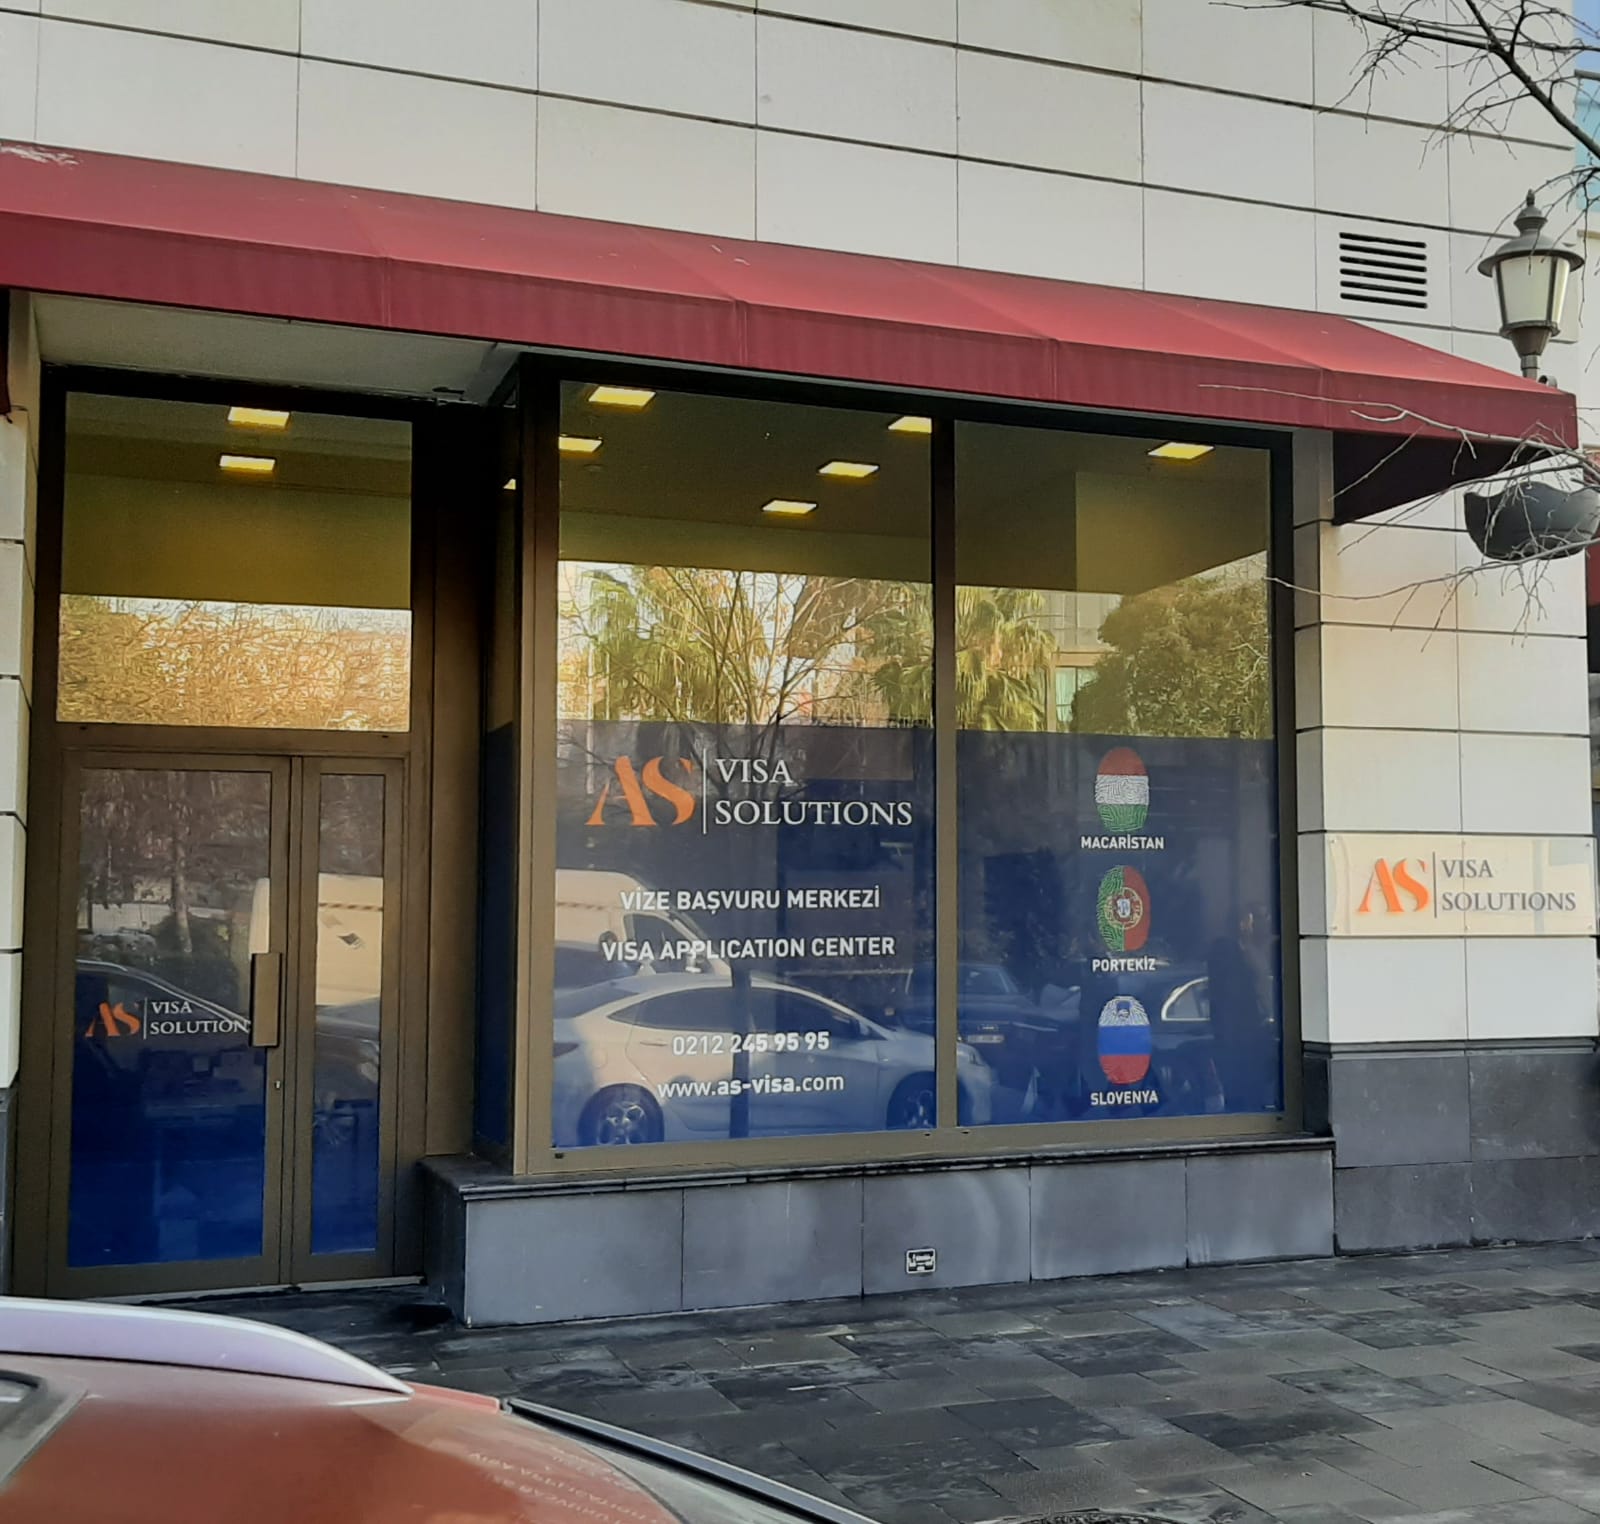 AS VISA
SOLUTIONS
VİZE BAŞVURU MERKEZİ
VISA APPLICATION CENTER
0212 245 95 95
www.as-visa.com
MACARİSTAN
PORTEKİZ
SLOVENYA
AS VISA
SOLUTIONS
AS VISA
SOLUTION